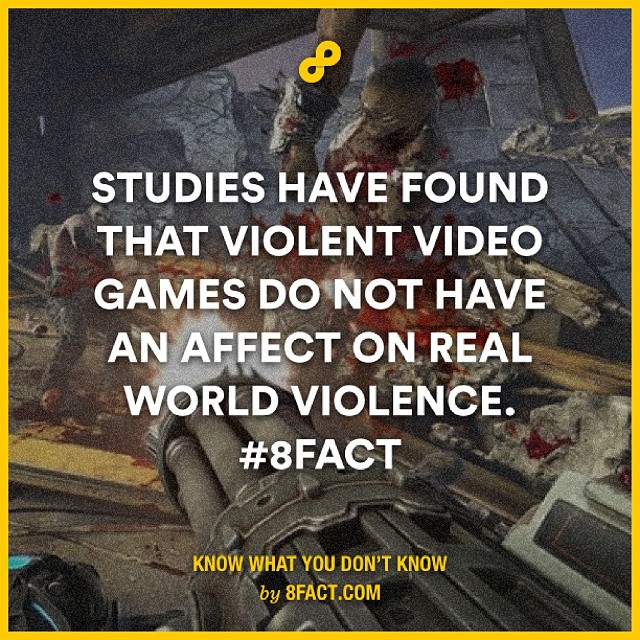 STUDIES HAVE FOUND
THAT VIOLENT VIDEO
GAMES DO NOT HAVE
AN AFFECT ON REAL
WORLD VIOLENCE.
#8FACT
KNOW WHAT YOU DON'T KNOW
by 8FACT.COM